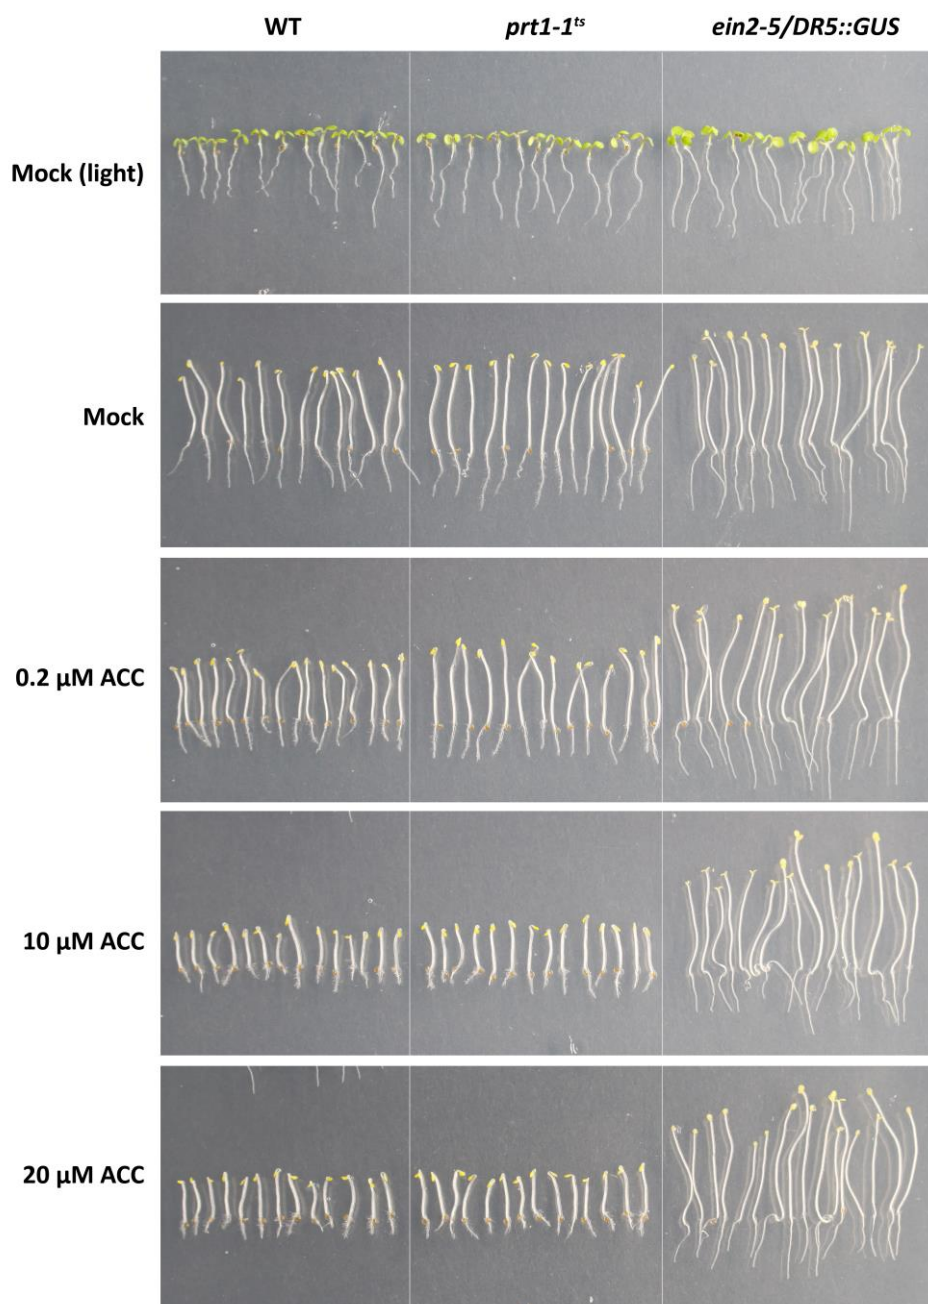 WT prt1-1ts ein2-5/DR5::GUS
Mock (light)
Mock
0.2 µM ACC
10 µM ACC
20 µM ACC